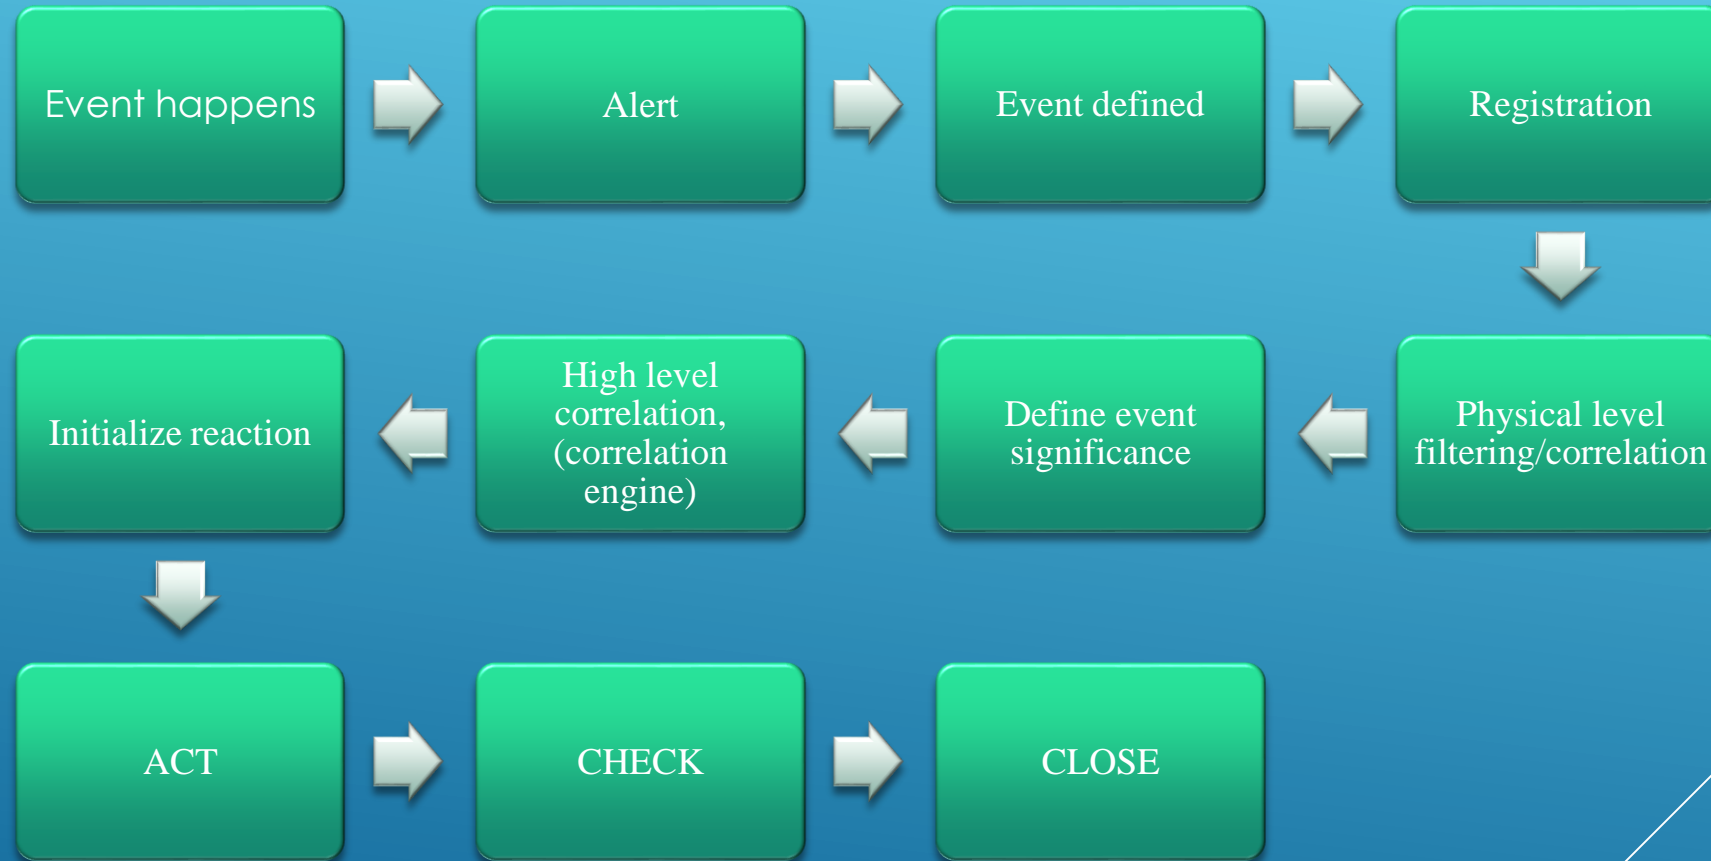 Event happens
Alert
Event defined
Registration
Physical level
filtering/correlation
Define event
significance
High level
correlation,
(correlation
engine)
Initialize reaction
ACT
CHECK
CLOSE